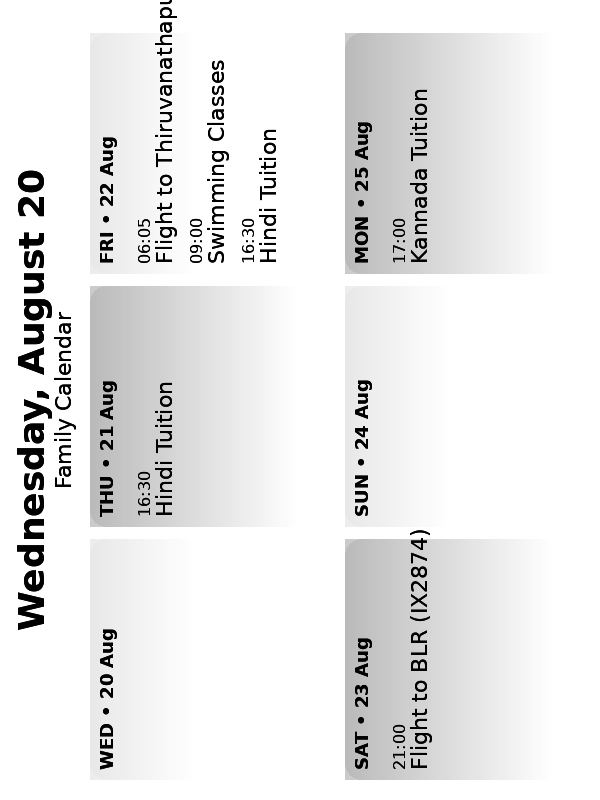 Wednesday, August 20
Family Calendar
WED • 20 Aug
THU • 21 Aug
16:30
Hindi Tuition
FRI • 22 Aug
06:05
Flight to Thiruvanathapu
09:00
Swimming Classes
16:30
Hindi Tuition
SAT • 23 Aug
21:00
Flight to BLR (IX2874)
SUN • 24 Aug
MON • 25 Aug
17:00
Kannada Tuition